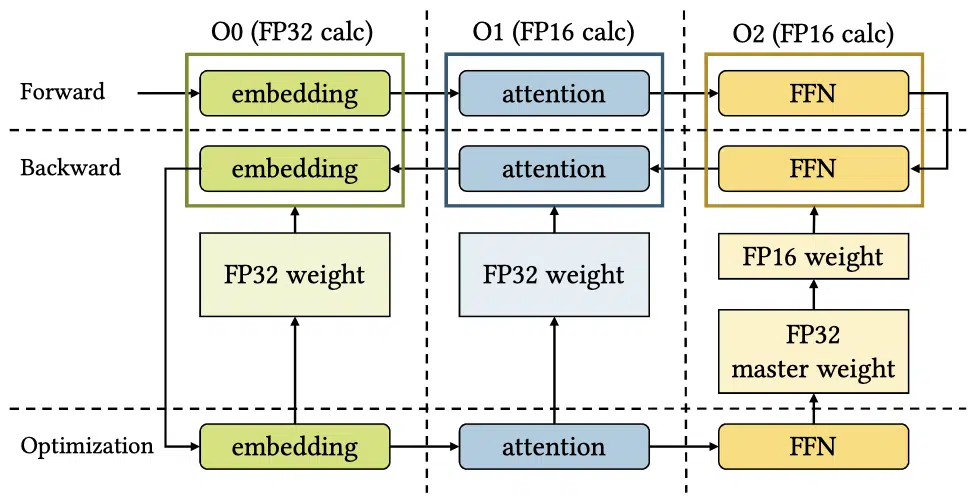 O0 (FP32 calc)
O1 (FP16 calc)
O2 (FP16 calc)
Forward
embedding
attention
FFN
Backward
embedding
attention
FFN
FP32 weight
FP32 weight
FP16 weight
FP32
master weight
Optimization
embedding
attention
FFN